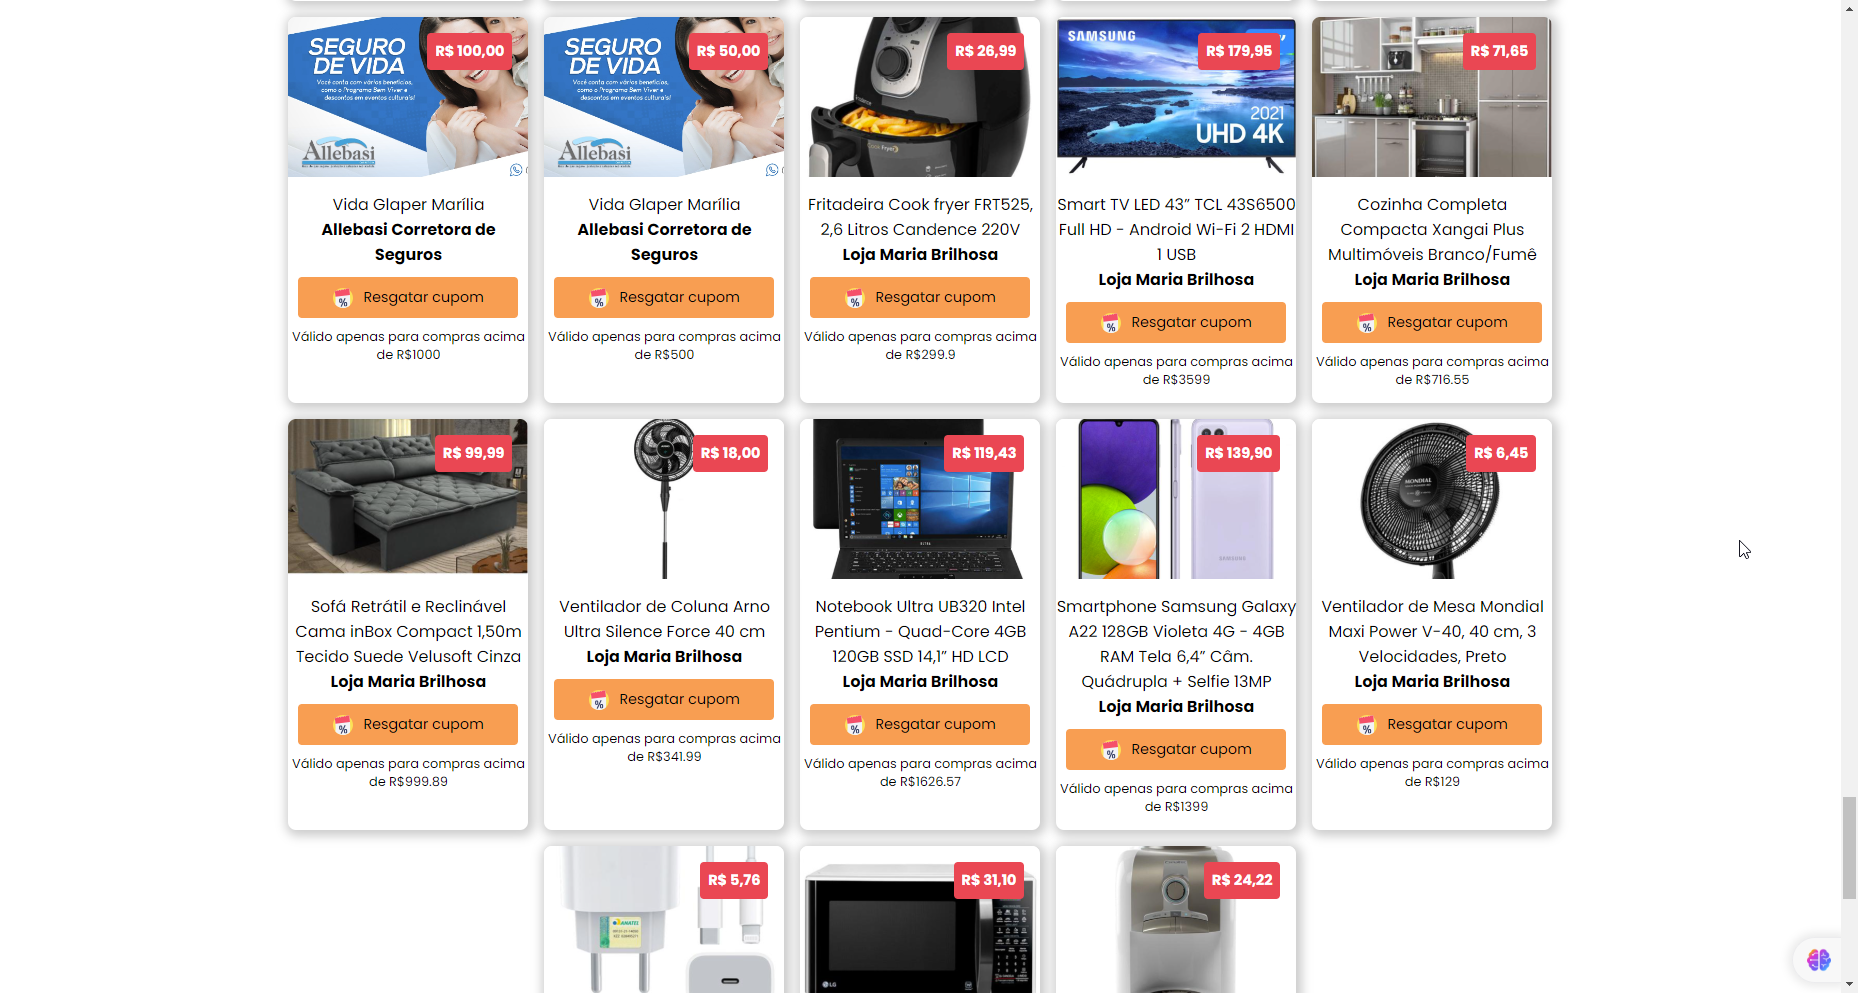 SEGURO
DE VIDA
Você conta com vários benefícios,
como o Programa Bem Viver e
descontos em eventos culturais!
Allebasi
R$ 100,00
Vida Glaper Marília
Allebasi Corretora de
Seguros
Resgatar cupom
Válido apenas para compras acima
de R$1000
SEGURO
DE VIDA
Você conta com vários benefícios,
como o Programa Bem Viver e
descontos em eventos culturais!
Allebasi
R$ 50,00
Vida Glaper Marília
Allebasi Corretora de
Seguros
Resgatar cupom
Válido apenas para compras acima
de R$500
R$ 26,99
Fritadeira Cook fryer FRT525,
2,6 Litros Candence 220V
Loja Maria Brilhosa
Resgatar cupom
Válido apenas para compras acima
de R$299.9
SAMSUNG
R$ 179,95
2021
UHD 4K
Smart TV LED 43” TCL 43S6500
Full HD - Android Wi-Fi 2 HDMI
1 USB
Loja Maria Brilhosa
Resgatar cupom
Válido apenas para compras acima
de R$3599
R$ 71,65
Cozinha Completa
Compacta Xangai Plus
Multimóveis Branco/Fumê
Loja Maria Brilhosa
Resgatar cupom
Válido apenas para compras acima
de R$716.55
R$ 99,99
Sofá Retrátil e Reclinável
Cama inBox Compact 1,50m
Tecido Suede Velusoft Cinza
Loja Maria Brilhosa
Resgatar cupom
Válido apenas para compras acima
de R$999.89
R$ 18,00
Ventilador de Coluna Arno
Ultra Silence Force 40 cm
Loja Maria Brilhosa
Resgatar cupom
Válido apenas para compras acima
de R$341.99
R$ 119,43
ULTRA
Notebook Ultra UB320 Intel
Pentium - Quad-Core 4GB
120GB SSD 14,1” HD LCD
Loja Maria Brilhosa
Resgatar cupom
Válido apenas para compras acima
de R$1626.57
R$ 139,90
SAMSUNG
Smartphone Samsung Galaxy
A22 128GB Violeta 4G - 4GB
RAM Tela 6,4” Câm.
Quádrupla + Selfie 13MP
Loja Maria Brilhosa
Resgatar cupom
Válido apenas para compras acima
de R$1399
R$ 6,45
MONDIAL
Ventilador de Mesa Mondial
Maxi Power V-40, 40 cm, 3
Velocidades, Preto
Loja Maria Brilhosa
Resgatar cupom
Válido apenas para compras acima
de R$129
R$ 5,76
ANATEL
R$ 31,10
LG
R$ 24,22